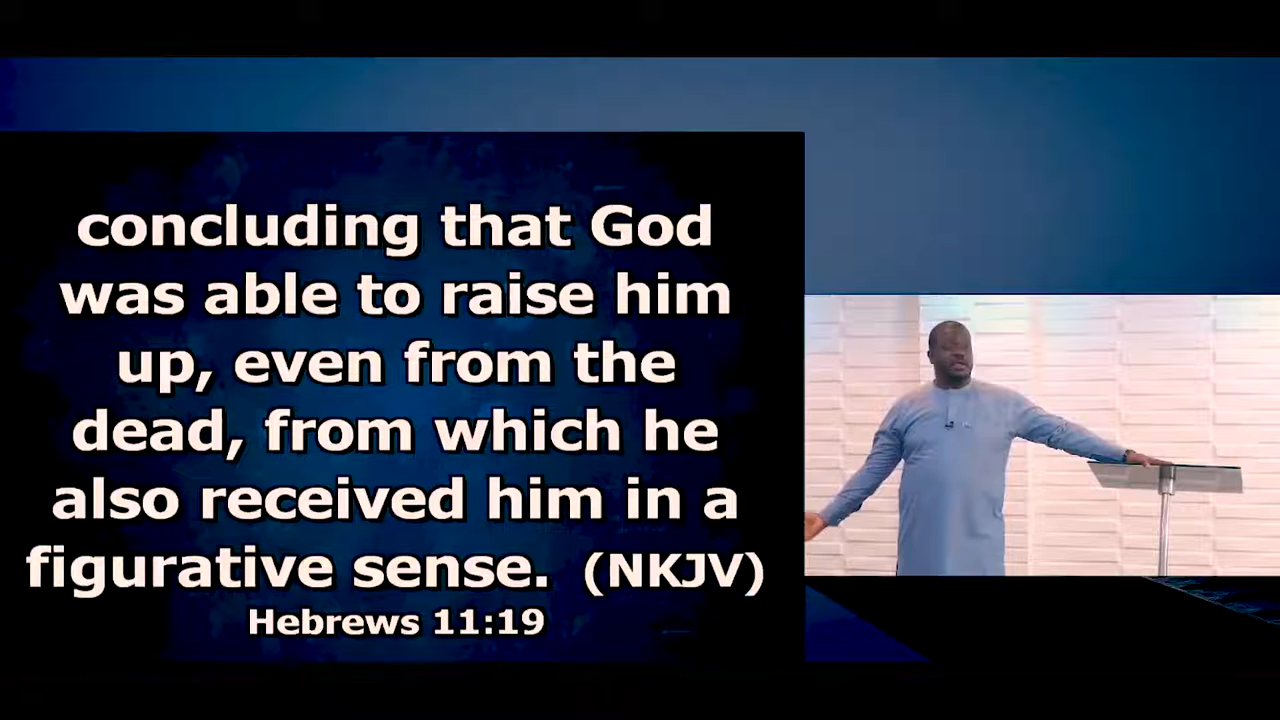 concluding that God
was able to raise him
up, even from the
dead, from which he
also received him in a
figurative sense. (NKJV)
Hebrews 11:19